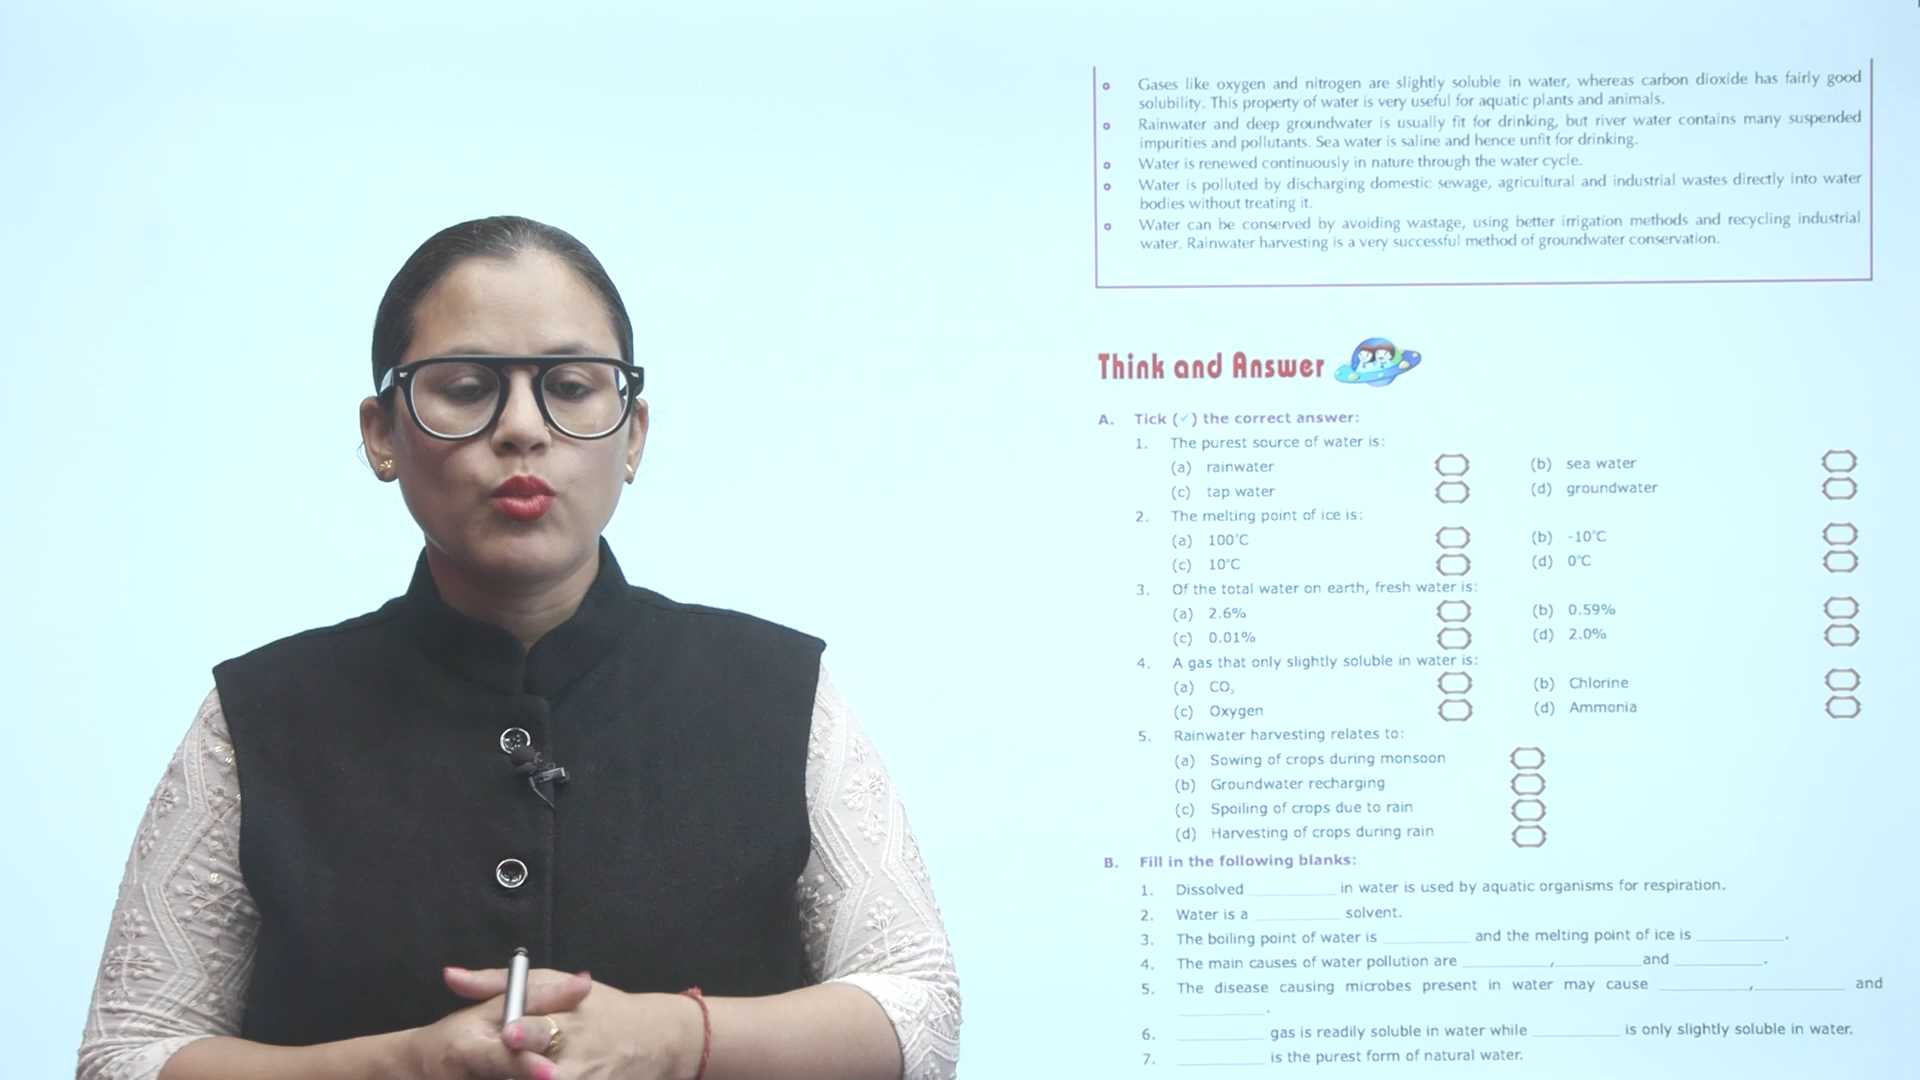 Gases like oxygen and nitrogen are slightly soluble in water, whereas carbon dioxide has fairly good
solubility. This property of water is very useful for aquatic plants and animals.
Rainwater and deep groundwater is usually fit for drinking, but river water contains many suspended
impurities and pollutants. Sea water is saline and hence unfit for drinking.
Water is renewed continuously in nature through the water cycle.
Water is polluted by discharging domestic sewage, agricultural and industrial wastes directly into water
bodies without treating it.
Water can be conserved by avoiding wastage, using better irrigation methods and recycling industrial
water. Rainwater harvesting is a very successful method of groundwater conservation.
Think and Answer
A. Tick (✓) the correct answer:
1. The purest source of water is:
(a) rainwater (b) sea water
(c) tap water (d) groundwater
2. The melting point of ice is:
(a) 100°C (b) -10°C
(c) 10°C (d) 0°C
3. Of the total water on earth, fresh water is:
(a) 2.6% (b) 0.59%
(c) 0.01% (d) 2.0%
4. A gas that only slightly soluble in water is:
(a) CO₂ (b) Chlorine
(c) Oxygen (d) Ammonia
5. Rainwater harvesting relates to:
(a) Sowing of crops during monsoon
(b) Groundwater recharging
(c) Spoiling of crops due to rain
(d) Harvesting of crops during rain
B. Fill in the following blanks:
1. Dissolved __________ in water is used by aquatic organisms for respiration.
2. Water is a __________ solvent.
3. The boiling point of water is __________ and the melting point of ice is __________.
4. The main causes of water pollution are __________, __________ and __________.
5. The disease causing microbes present in water may cause __________, __________ and
__________.
6. __________ gas is readily soluble in water while __________ is only slightly soluble in water.
7. __________ is the purest form of natural water.